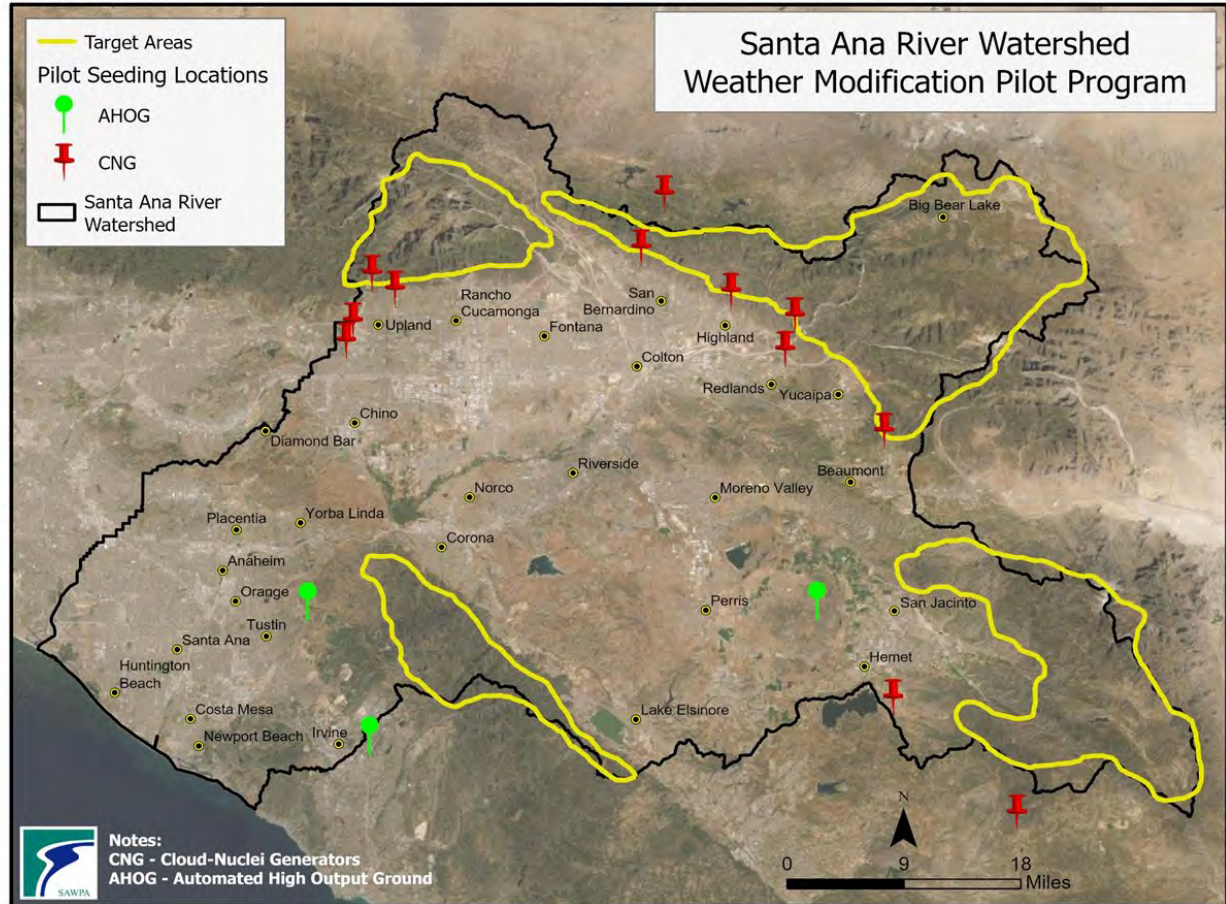 Santa Ana River Watershed
Weather Modification Pilot Program
Target Areas
Pilot Seeding Locations
AHOG
CNG
Santa Ana River
Watershed
Big Bear Lake
San
Bernardino
Rancho
Cucamonga
Upland
Fontana
Highland
Colton
Redlands
Yucaipa
Chino
Diamond Bar
Riverside
Beaumont
Norco
Moreno Valley
Placentia
Yorba Linda
Corona
Anaheim
Orange
Perris
San Jacinto
Tustin
Santa Ana
Hemet
Huntington
Beach
Costa Mesa
Lake Elsinore
Newport Beach
Irvine
N
0
9
18
Miles
SAWPA
Notes:
CNG - Cloud-Nuclei Generators
AHOG - Automated High Output Ground